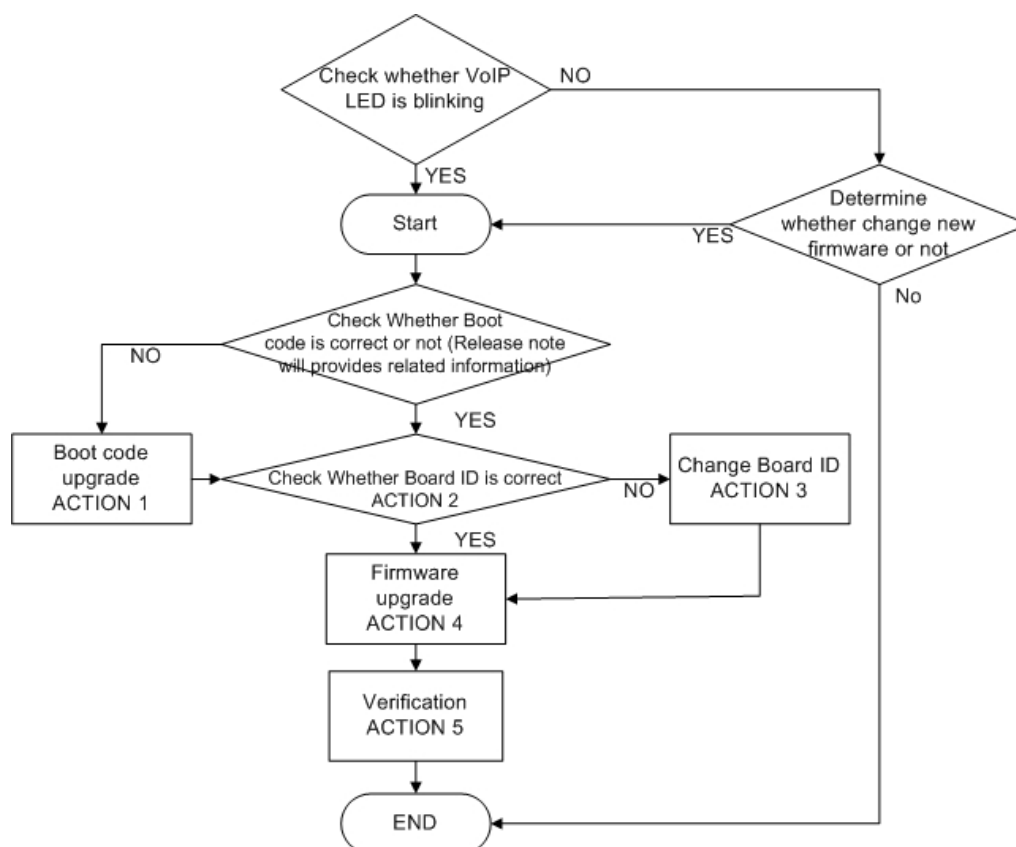 Check whether VoIP
LED is blinking
NO
YES
Start
Determine
whether change new
firmware or not
YES
No
Check Whether Boot
code is correct or not (Release note
will provides related information)
NO
YES
Boot code
upgrade
ACTION 1
Check Whether Board ID is correct
ACTION 2
NO
Change Board ID
ACTION 3
YES
Firmware
upgrade
ACTION 4
Verification
ACTION 5
END